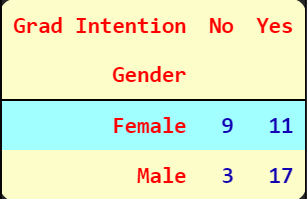 Grad Intention No Yes
Gender
Female 9 11
Male 3 17